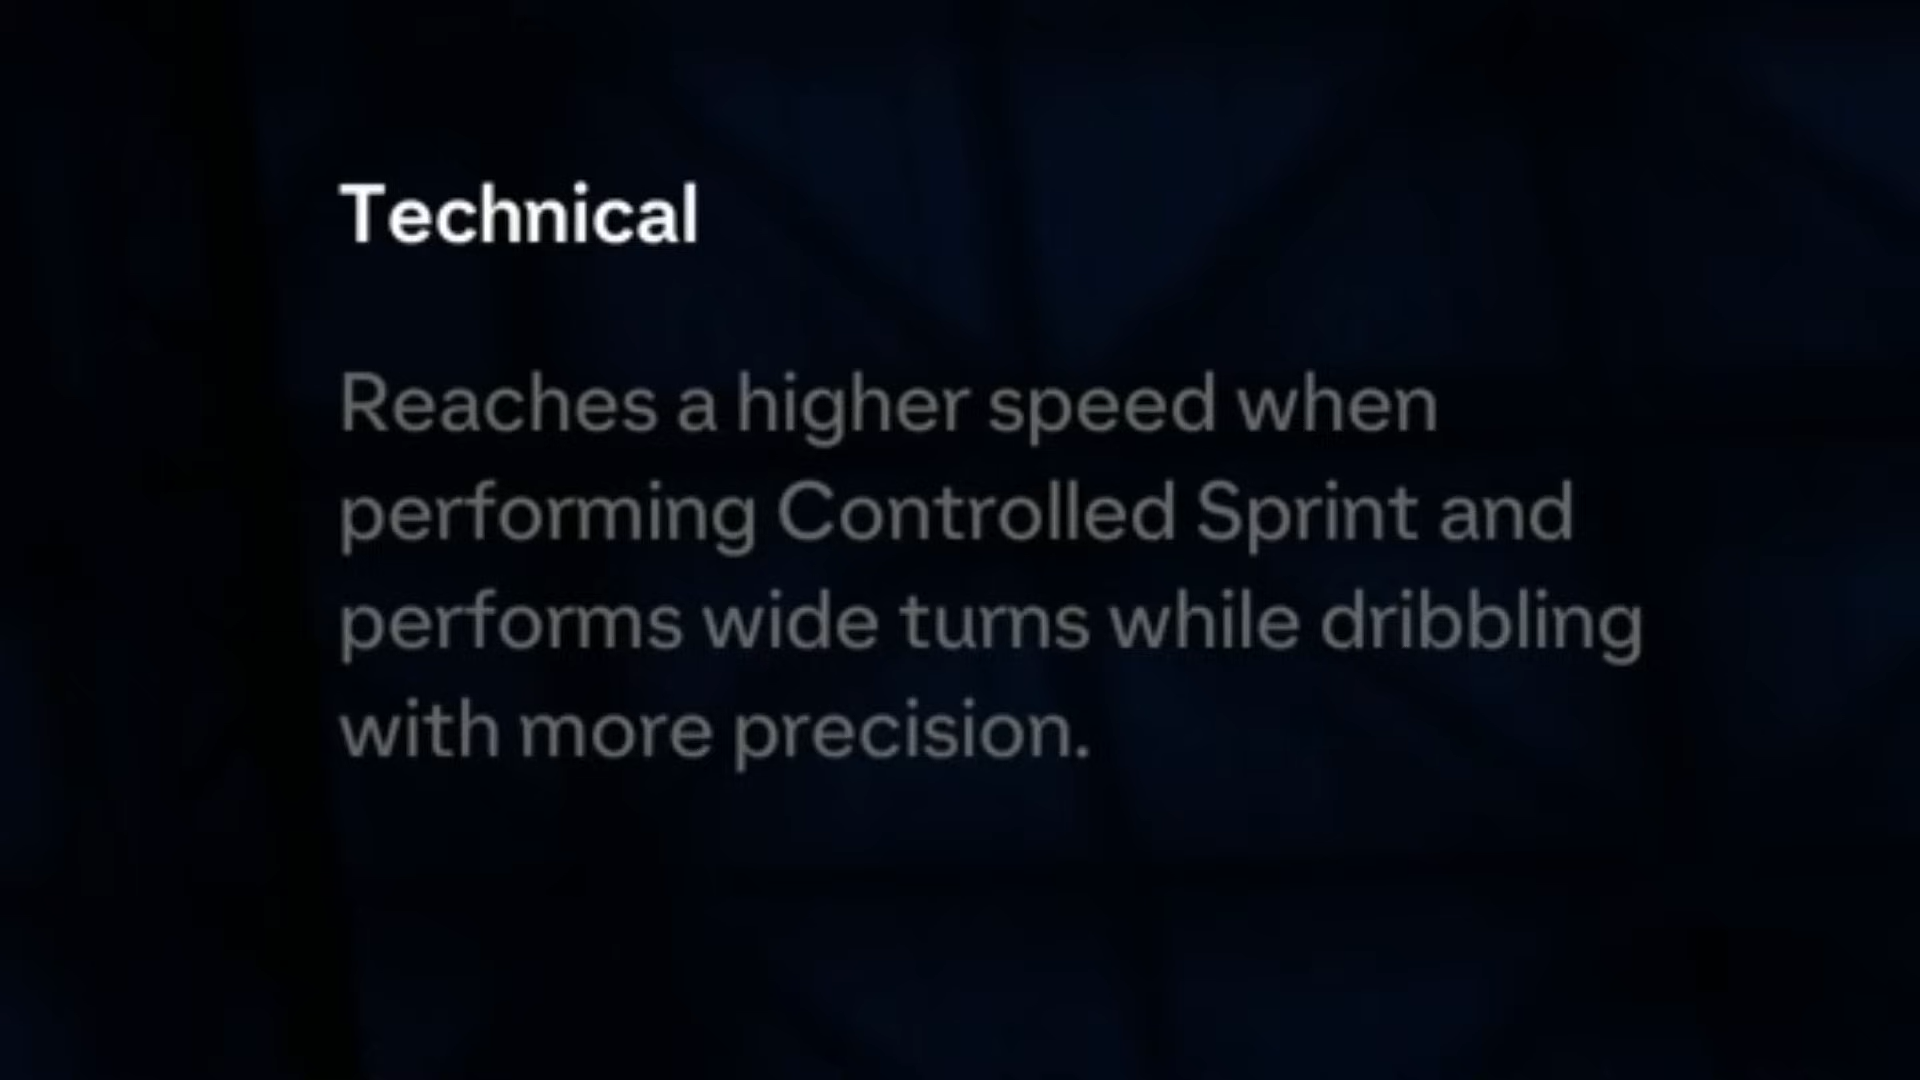 Technical
Reaches a higher speed when
performing Controlled Sprint and
performs wide turns while dribbling
with more precision.